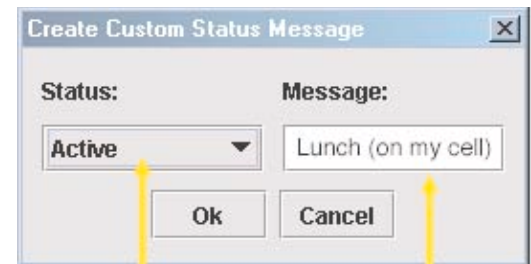 Create Custom Status Message
Status: Message:
Active Lunch (on my cell)
Ok Cancel